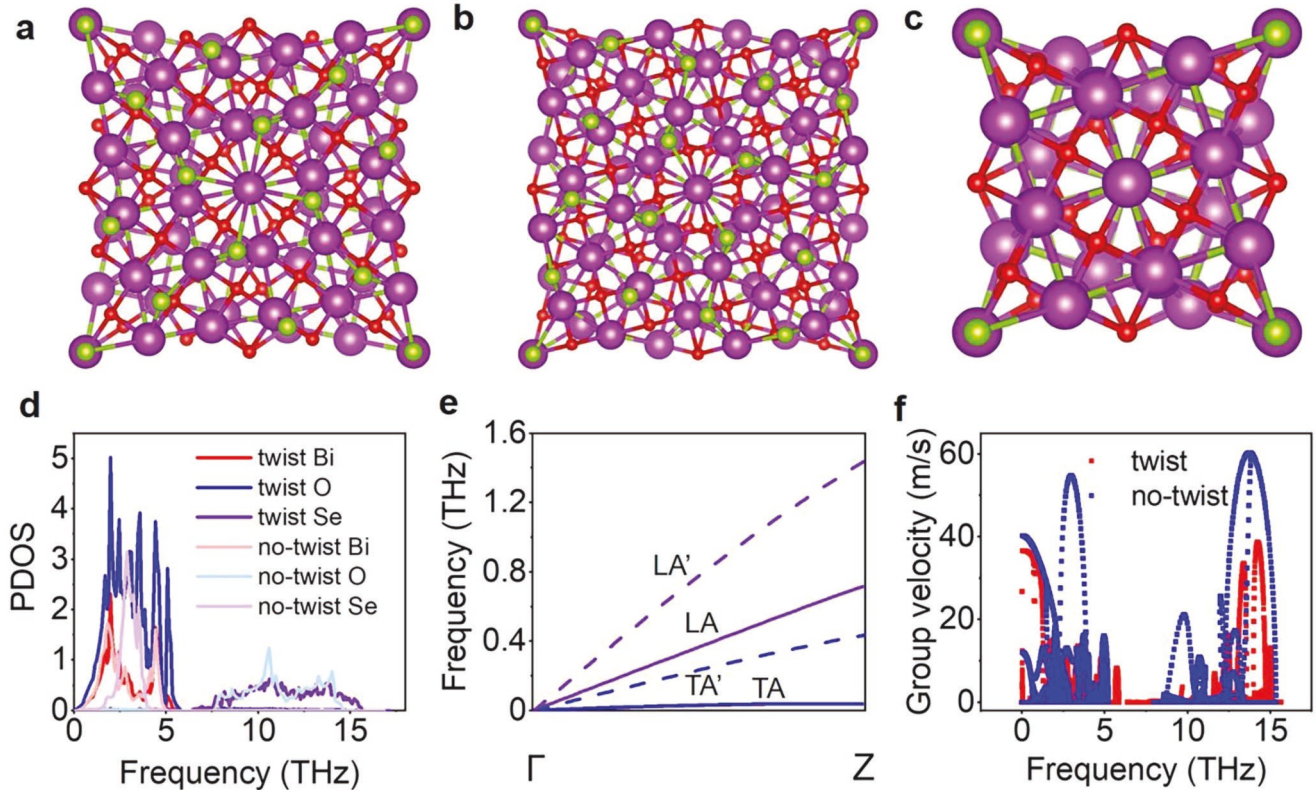 a
b
c
d
PDOS
5
4
3
2
1
0
twist Bi
twist O
twist Se
no-twist Bi
no-twist O
no-twist Se
0 5 10 15
Frequency (THz)
e
Frequency (THz)
1.6
1.2
0.8
0.4
0
LA'
LA
TA'
TA
Γ Z
f
Group velocity (m/s)
60
40
20
0
twist
no-twist
0 5 10 15
Frequency (THz)